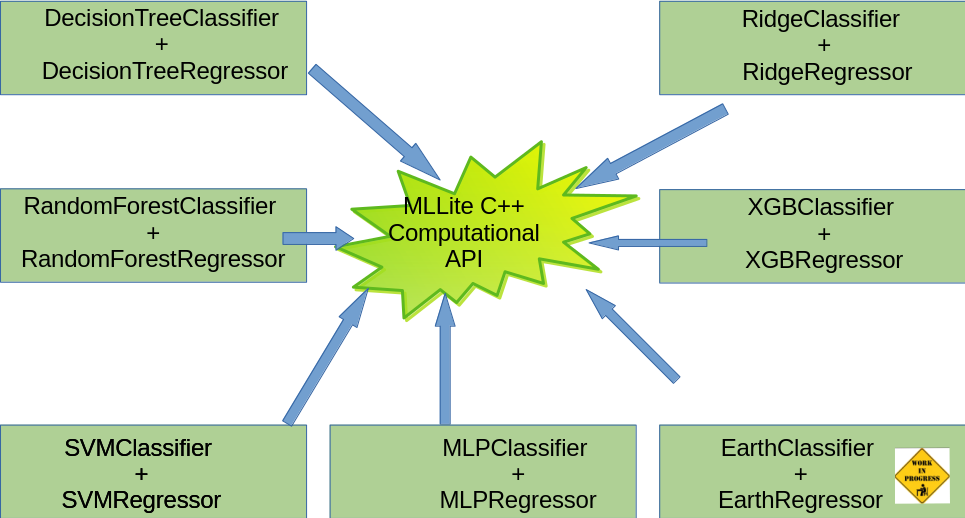 DecisionTreeClassifier
+
DecisionTreeRegressor
RidgeClassifier
+
RidgeRegressor
RandomForestClassifier
+
RandomForestRegressor
MLLite C++
Computational
API
XGBClassifier
+
XGBRegressor
SVMClassifier
+
SVMRegressor
MLPClassifier
+
MLPRegressor
EarthClassifier
+
EarthRegressor
WORK
IN
PROGRESS